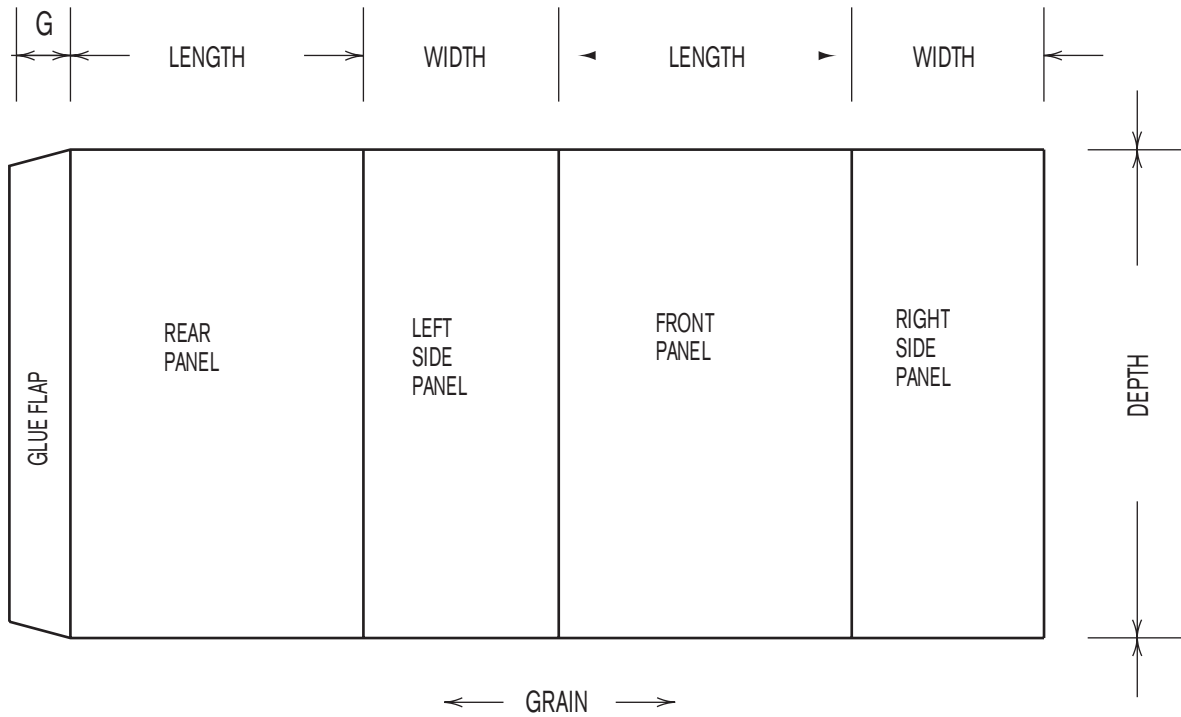 G
LENGTH
WIDTH
LENGTH
WIDTH
GLUE FLAP
REAR
PANEL
LEFT
SIDE
PANEL
FRONT
PANEL
RIGHT
SIDE
PANEL
DEPTH
GRAIN